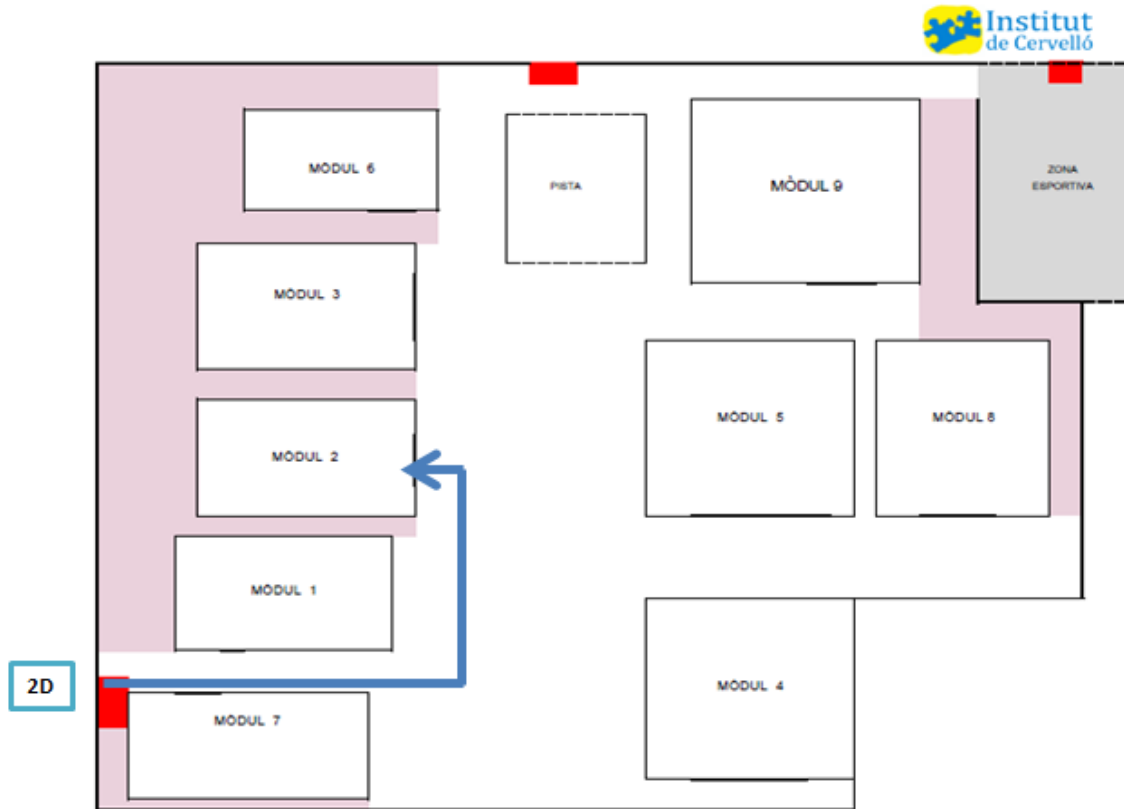 Institut
de Cervelló
MÒDUL 6
PISTA
MÒDUL 9
ZONA
ESPORTIVA
MÒDUL 3
MÒDUL 5
MÒDUL 8
MÒDUL 2
MÒDUL 1
2D
MÒDUL 4
MÒDUL 7